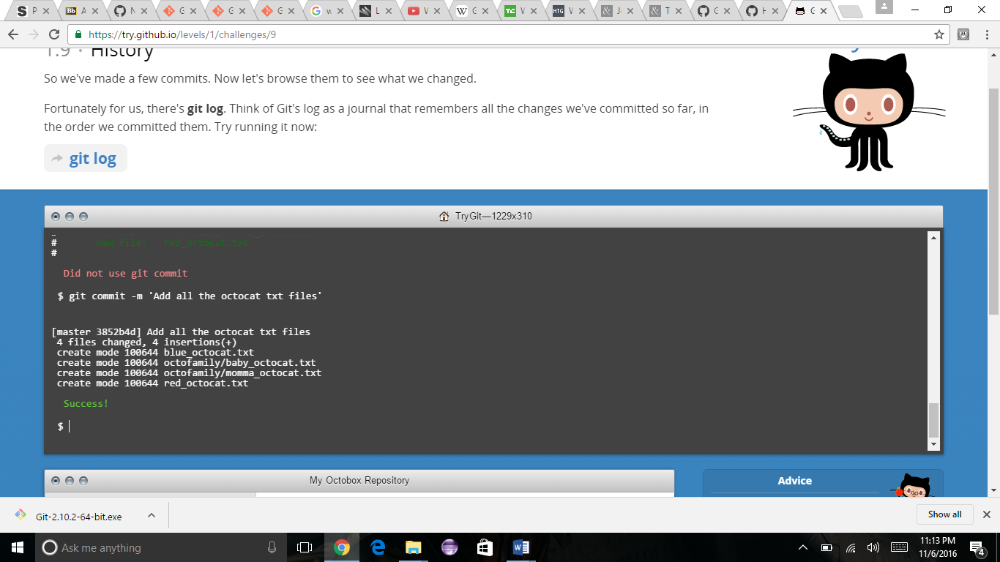 S P
Bb A
N
G
G
G
G w
L
V
W G
TC V
HTG V
& J
& T
C
H
G
https://try.github.io/levels/1/challenges/9
1.9 · History
So we've made a few commits. Now let's browse them to see what we changed.
Fortunately for us, there's git log. Think of Git's log as a journal that remembers all the changes we've committed so far, in
the order we committed them. Try running it now:
git log
TryGit—1229x310
# new file: red_octocat.txt
#
Did not use git commit
$ git commit -m 'Add all the octocat txt files'
[master 3852b4d] Add all the octocat txt files
4 files changed, 4 insertions(+)
create mode 100644 blue_octocat.txt
create mode 100644 octofamily/baby_octocat.txt
create mode 100644 octofamily/momma_octocat.txt
create mode 100644 red_octocat.txt
Success!
$
My Octobox Repository
Advice
Git-2.10.2-64-bit.exe
Show all
Ask me anything
11:13 PM
11/6/2016
4